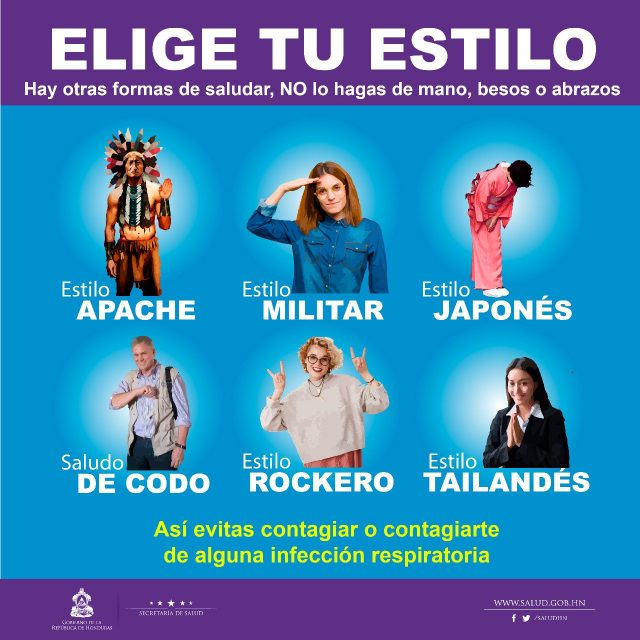 ELIGE TU ESTILO
Hay otras formas de saludar, NO lo hagas de mano, besos o abrazos
Estilo
APACHE
Estilo
MILITAR
Estilo
JAPONÉS
Saludo
DE CODO
Estilo
ROCKERO
Estilo
TAILANDÉS
Así evitas contagiar o contagiarte
de alguna infección respiratoria
GOBIERNO DE LA
REPÚBLICA DE HONDURAS
SECRETARÍA DE SALUD
WWW.SALUD.GOB.HN
/SALUDHN